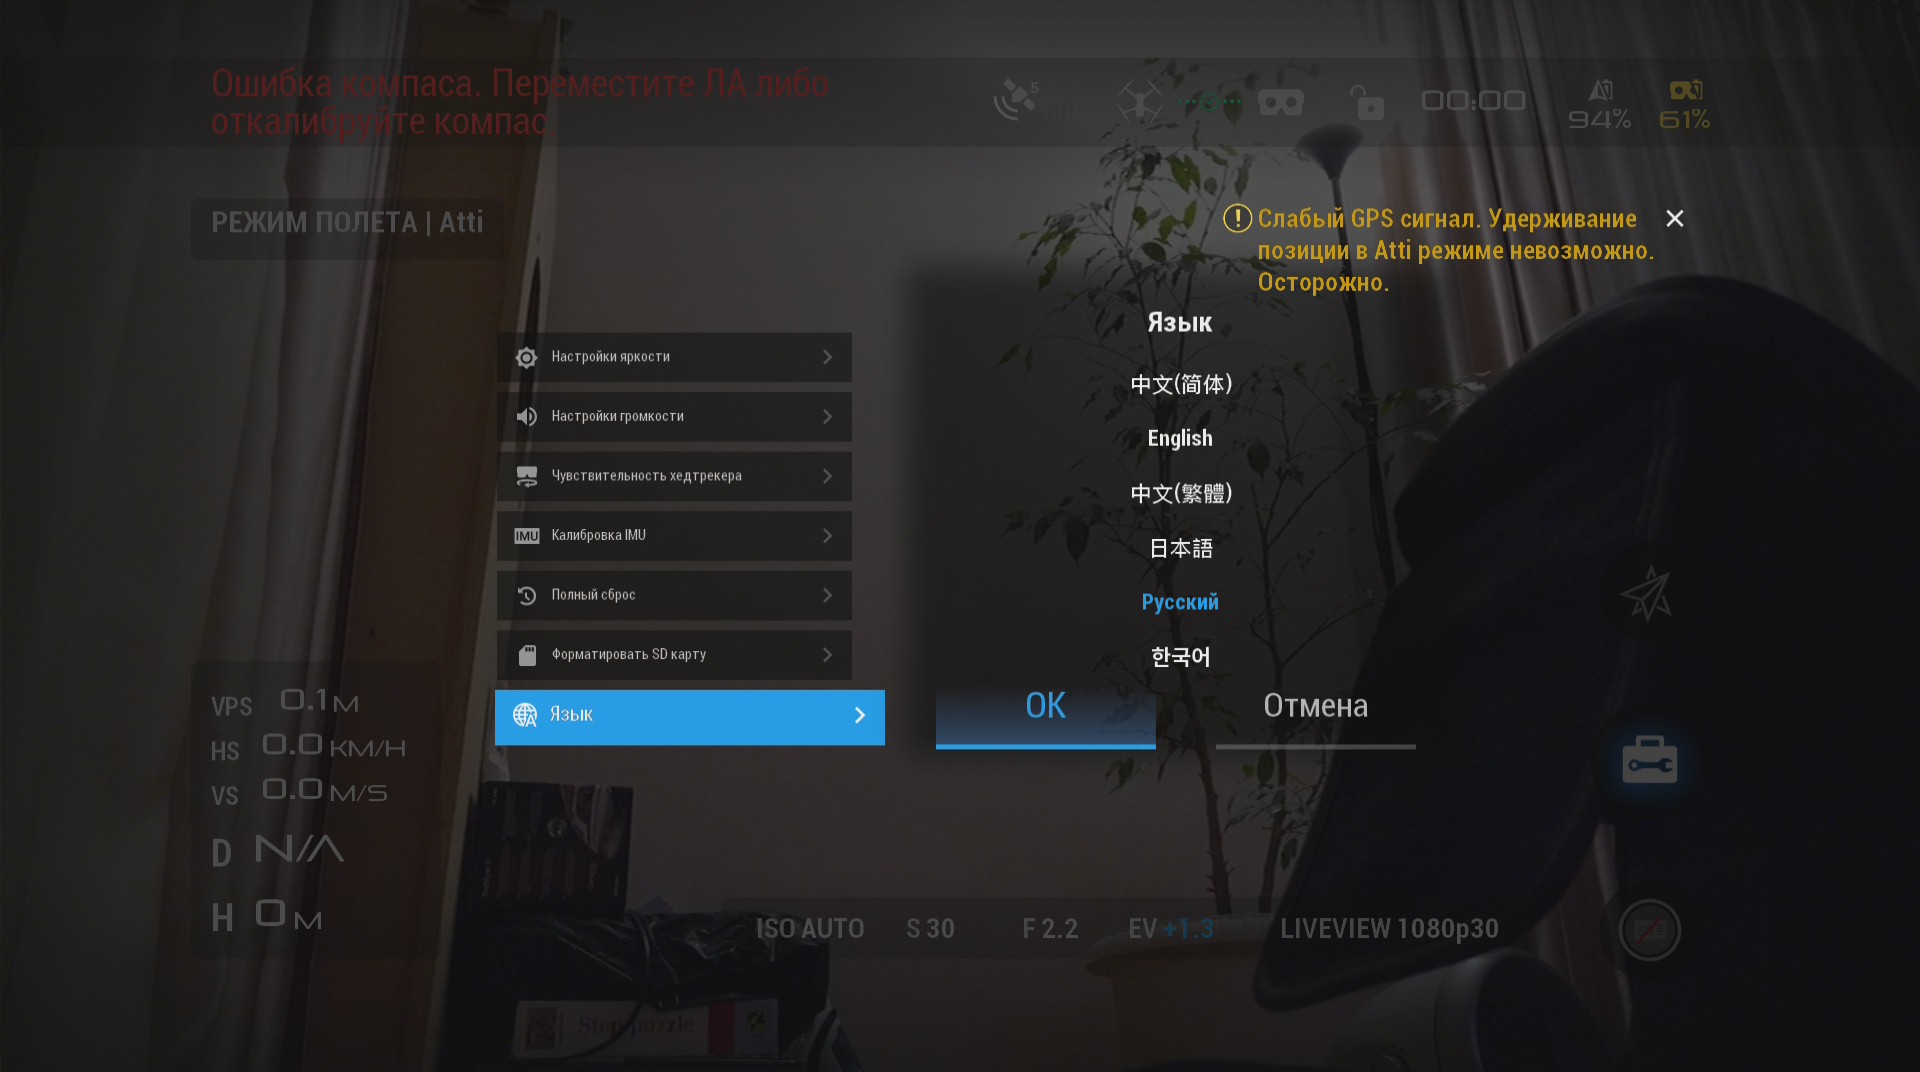 Ошибка компаса. Переместите ЛА либо
откалибруйте компас.
5
00:00
94%
61%
РЕЖИМ ПОЛЕТА | Atti
Слабый GPS сигнал. Удерживание
позиции в Atti режиме невозможно.
Осторожно.
Язык
Настройки яркости
中文(简体)
Настройки громкости
English
Чувствительность хедтрекера
中文(繁體)
IMU Калибровка IMU
日本語
Полный сброс
Русский
Форматировать SD карту
한국어
Язык
OK
Отмена
VPS 0.1 M
HS 0.0 KM/H
VS 0.0 M/S
D N/A
H 0 M
ISO AUTO S 30 F 2.2 EV +1.3 LIVEVIEW 1080p30
Step puzzle